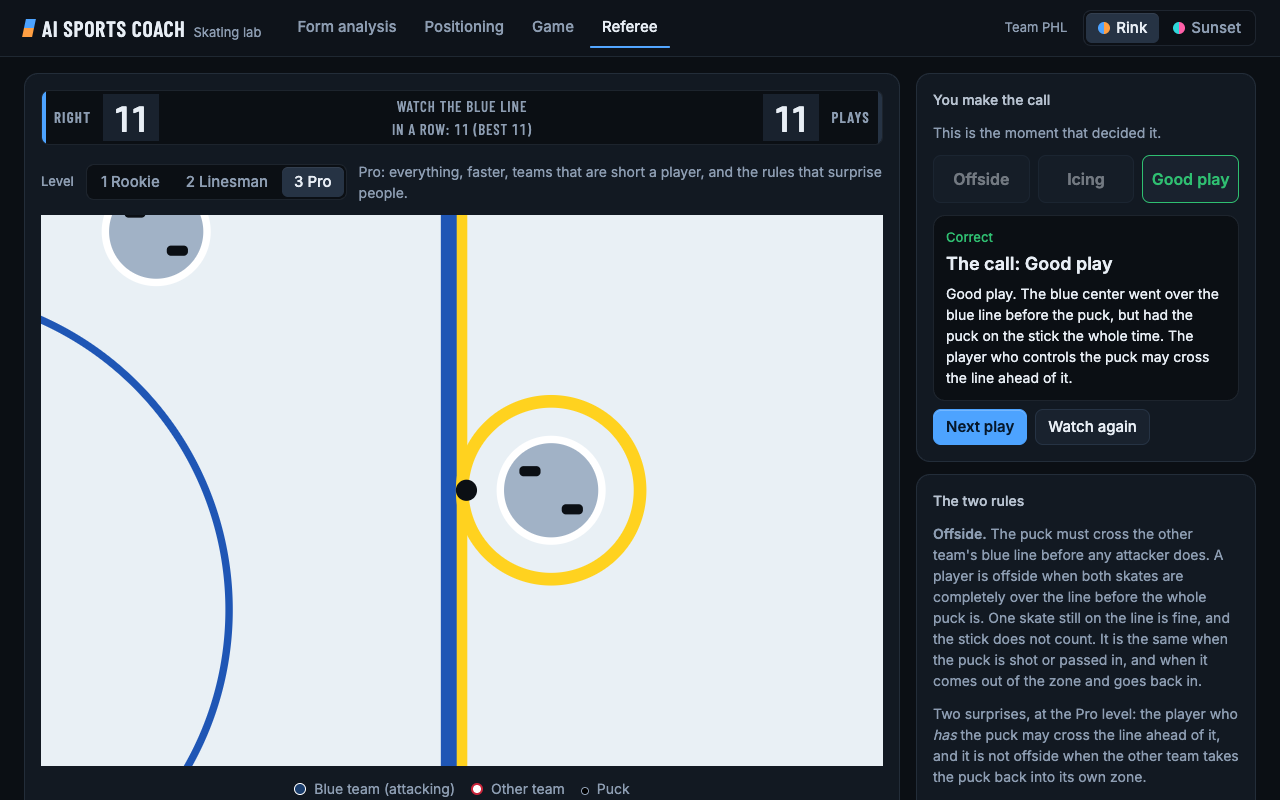 AI SPORTS COACH Skating lab Form analysis Positioning Game Referee Team PHL Rink Sunset
RIGHT 11 WATCH THE BLUE LINE 11 PLAYS
IN A ROW: 11 (BEST 11)
Level 1 Rookie 2 Linesman 3 Pro Pro: everything, faster, teams that are short a player, and the rules that surprise
people.
Blue team (attacking) Other team Puck
You make the call
This is the moment that decided it.
Offside Icing Good play
Correct
The call: Good play
Good play. The blue center went over the
blue line before the puck, but had the
puck on the stick the whole time. The
player who controls the puck may cross
the line ahead of it.
Next play Watch again
The two rules
Offside. The puck must cross the other
team's blue line before any attacker does. A
player is offside when both skates are
completely over the line before the whole
puck is. One skate still on the line is fine, and
the stick does not count. It is the same when
the puck is shot or passed in, and when it
comes out of the zone and goes back in.
Two surprises, at the Pro level: the player who
has the puck may cross the line ahead of it,
and it is not offside when the other team takes
the puck back into its own zone.